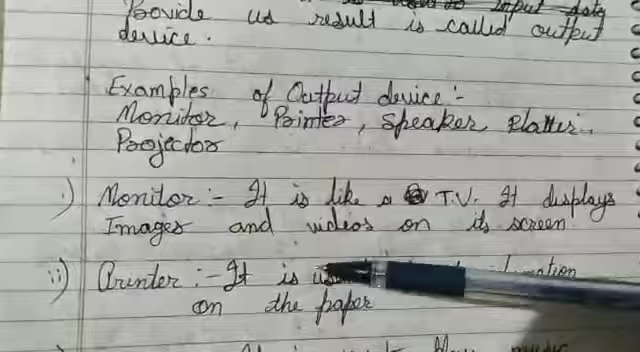 Provide us result is called output
device.
Examples of Output device:-
Monitor, Printer, Speaker, Plotter,
Projector
i) Monitor:- It is like a T.V. It displays
Images and videos on its screen.
ii) Printer:- It is
on the paper